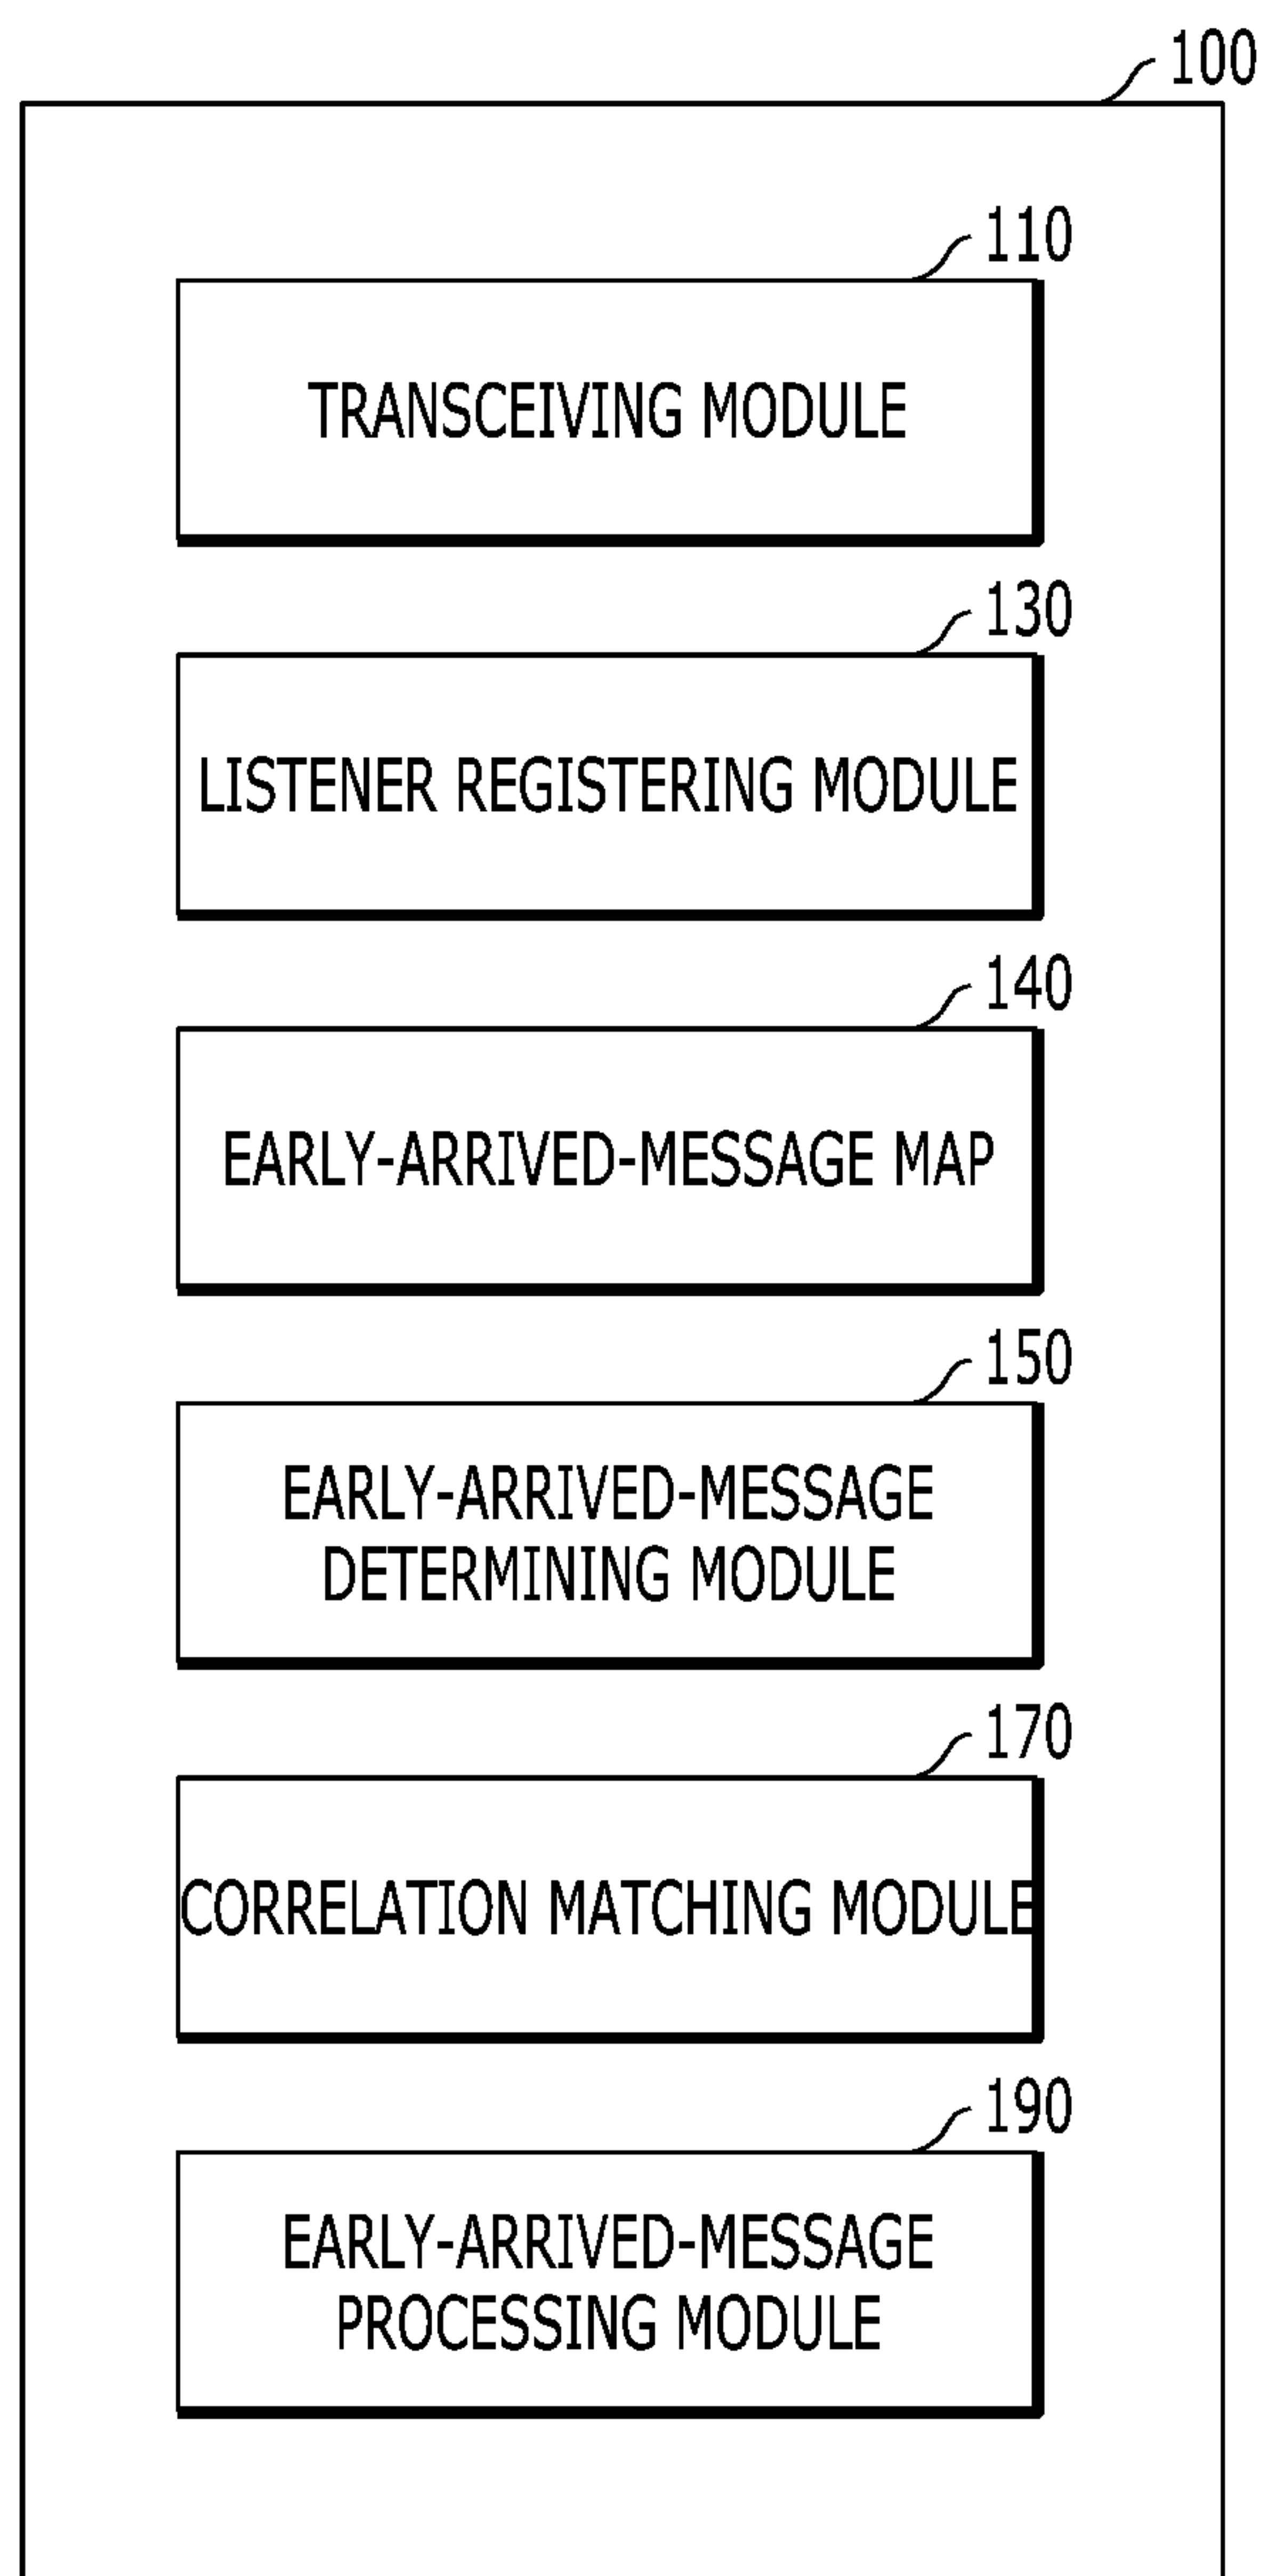 100
110
TRANSCEIVING MODULE
130
LISTENER REGISTERING MODULE
140
EARLY-ARRIVED-MESSAGE MAP
150
EARLY-ARRIVED-MESSAGE
DETERMINING MODULE
170
CORRELATION MATCHING MODULE
190
EARLY-ARRIVED-MESSAGE
PROCESSING MODULE